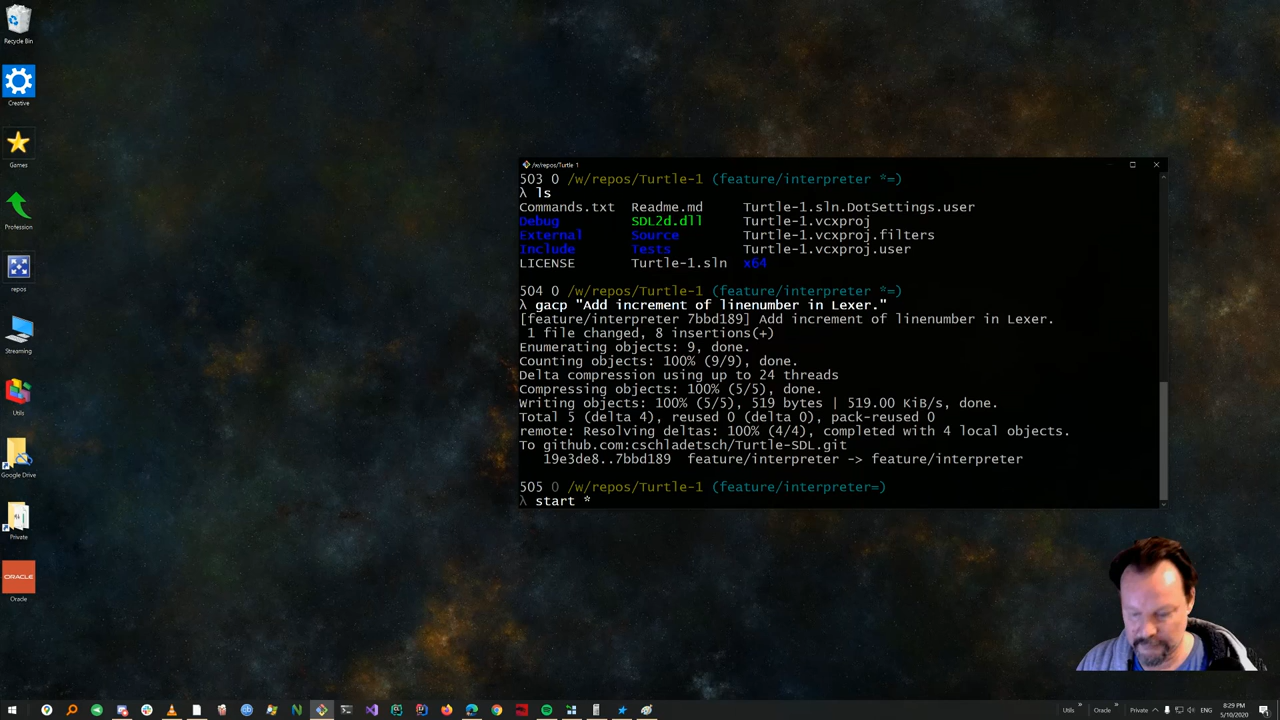 Recycle Bin
Creative
Games
Profession
repos
Streaming
Utils
Google Drive
Private
ORACLE
Oracle
/w/repos/Turtle 1
503 0 /w/repos/Turtle-1 (feature/interpreter *=)
λ ls
Commands.txt Readme.md Turtle-1.sln.DotSettings.user
Debug SDL2d.dll Turtle-1.vcxproj
External Source Turtle-1.vcxproj.filters
Include Tests Turtle-1.vcxproj.user
LICENSE Turtle-1.sln x64
504 0 /w/repos/Turtle-1 (feature/interpreter *=)
λ gacp "Add increment of linenumber in Lexer."
[feature/interpreter 7bbd189] Add increment of linenumber in Lexer.
1 file changed, 8 insertions(+)
Enumerating objects: 9, done.
Counting objects: 100% (9/9), done.
Delta compression using up to 24 threads
Compressing objects: 100% (5/5), done.
Writing objects: 100% (5/5), 519 bytes | 519.00 KiB/s, done.
Total 5 (delta 4), reused 0 (delta 0), pack-reused 0
remote: Resolving deltas: 100% (4/4), completed with 4 local objects.
To github.com:cschladetsch/Turtle-SDL.git
19e3de8..7bbd189 feature/interpreter -> feature/interpreter
505 0 /w/repos/Turtle-1 (feature/interpreter=)
λ start *
Utils » Oracle » Private ENG 8:29 PM
5/10/2020